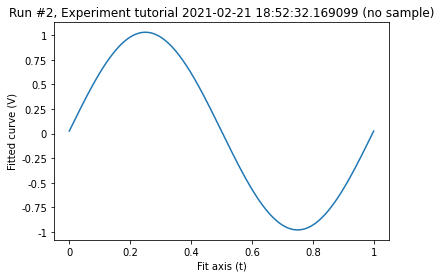 Run #2, Experiment tutorial 2021-02-21 18:52:32.169099 (no sample)
1
0.75
0.5
0.25
0
-0.25
-0.5
-0.75
-1
Fitted curve (V)
0 0.2 0.4 0.6 0.8 1
Fit axis (t)